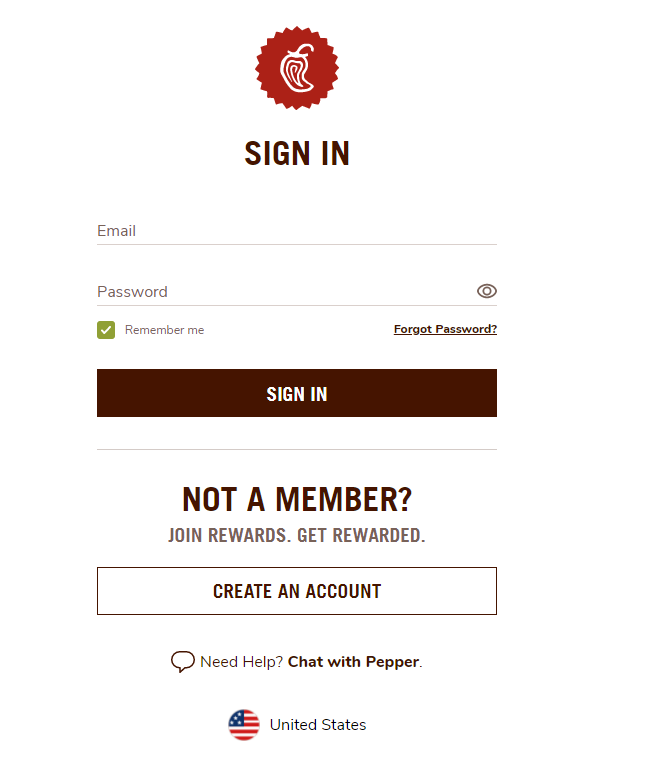 SIGN IN
Email
Password
Remember me Forgot Password?
SIGN IN
NOT A MEMBER?
JOIN REWARDS. GET REWARDED.
CREATE AN ACCOUNT
Need Help? Chat with Pepper.
United States